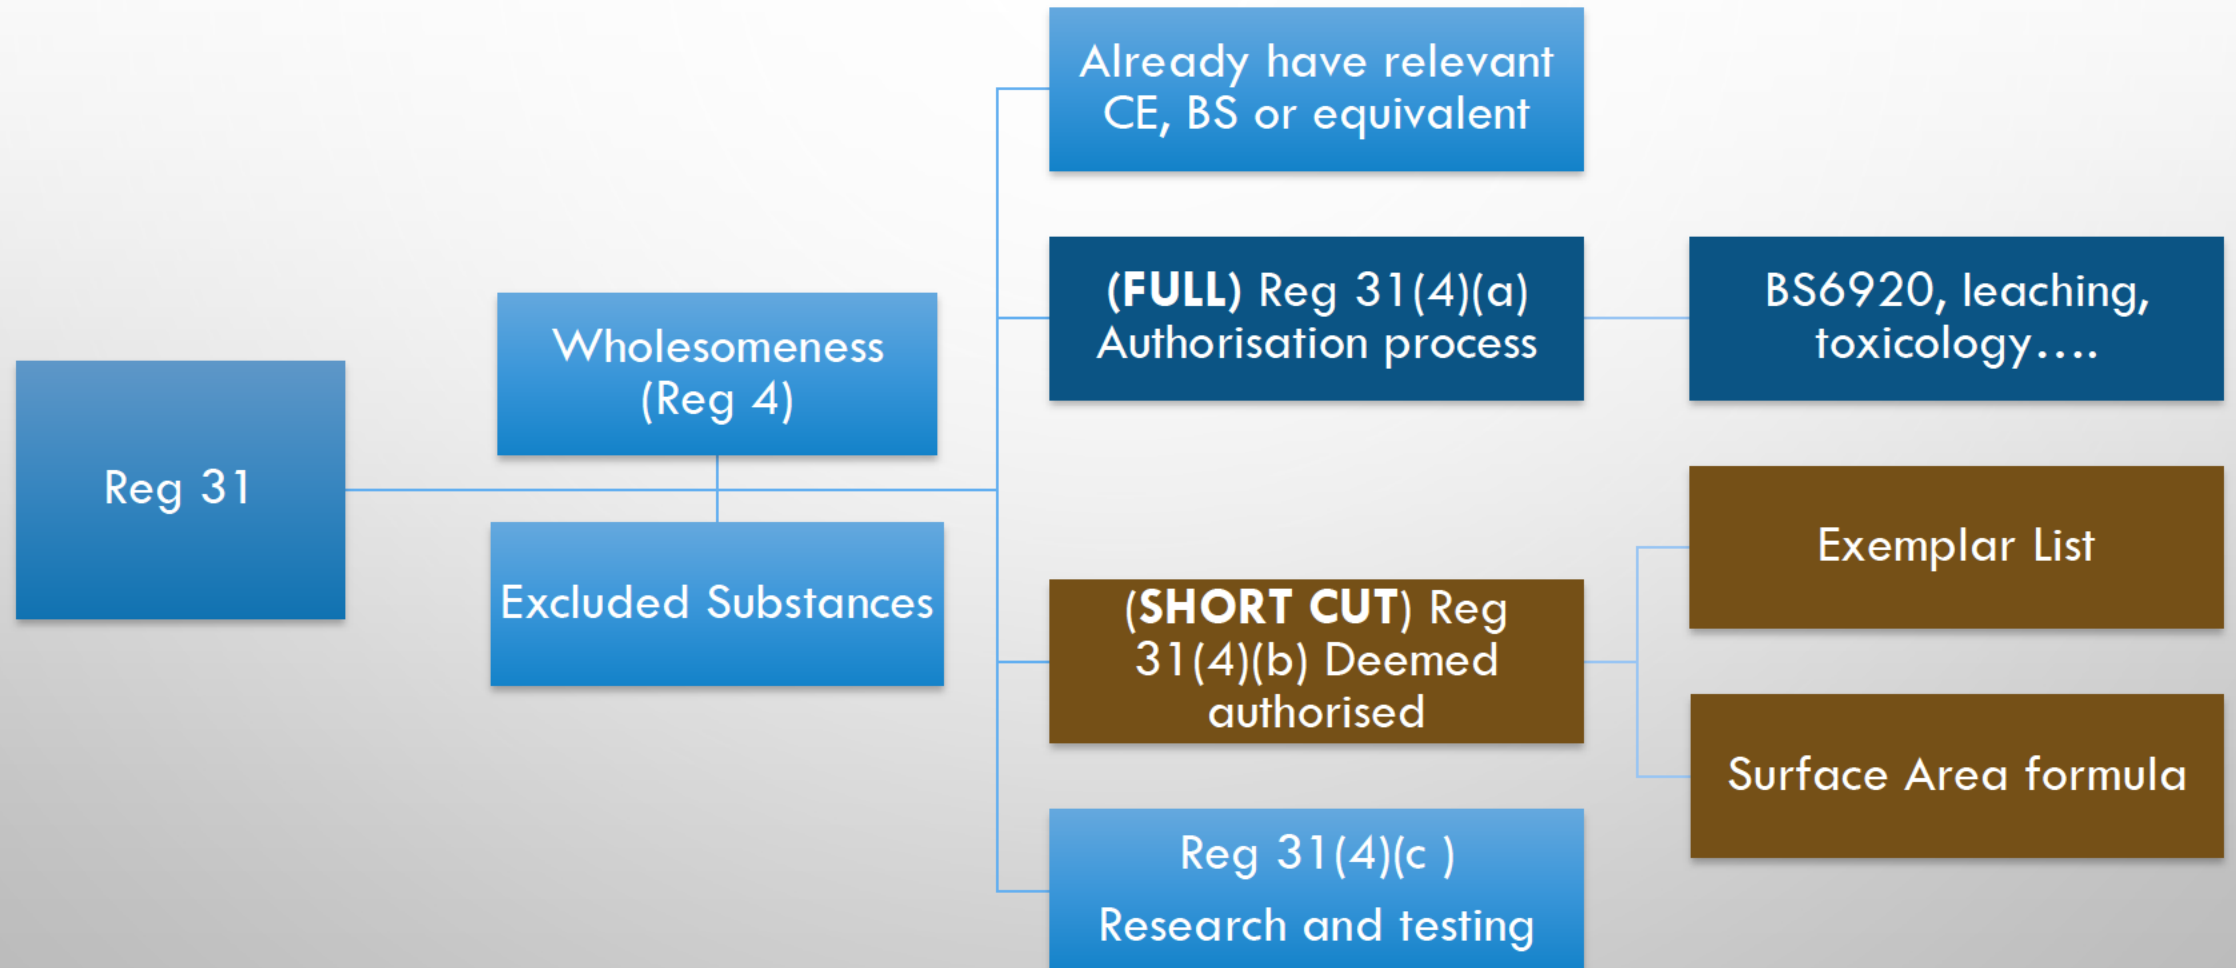 Reg 31
Wholesomeness
(Reg 4)
Excluded Substances
Already have relevant
CE, BS or equivalent
(FULL) Reg 31(4)(a)
Authorisation process
BS6920, leaching,
toxicology....
(SHORT CUT) Reg
31(4)(b) Deemed
authorised
Exemplar List
Surface Area formula
Reg 31(4)(c )
Research and testing